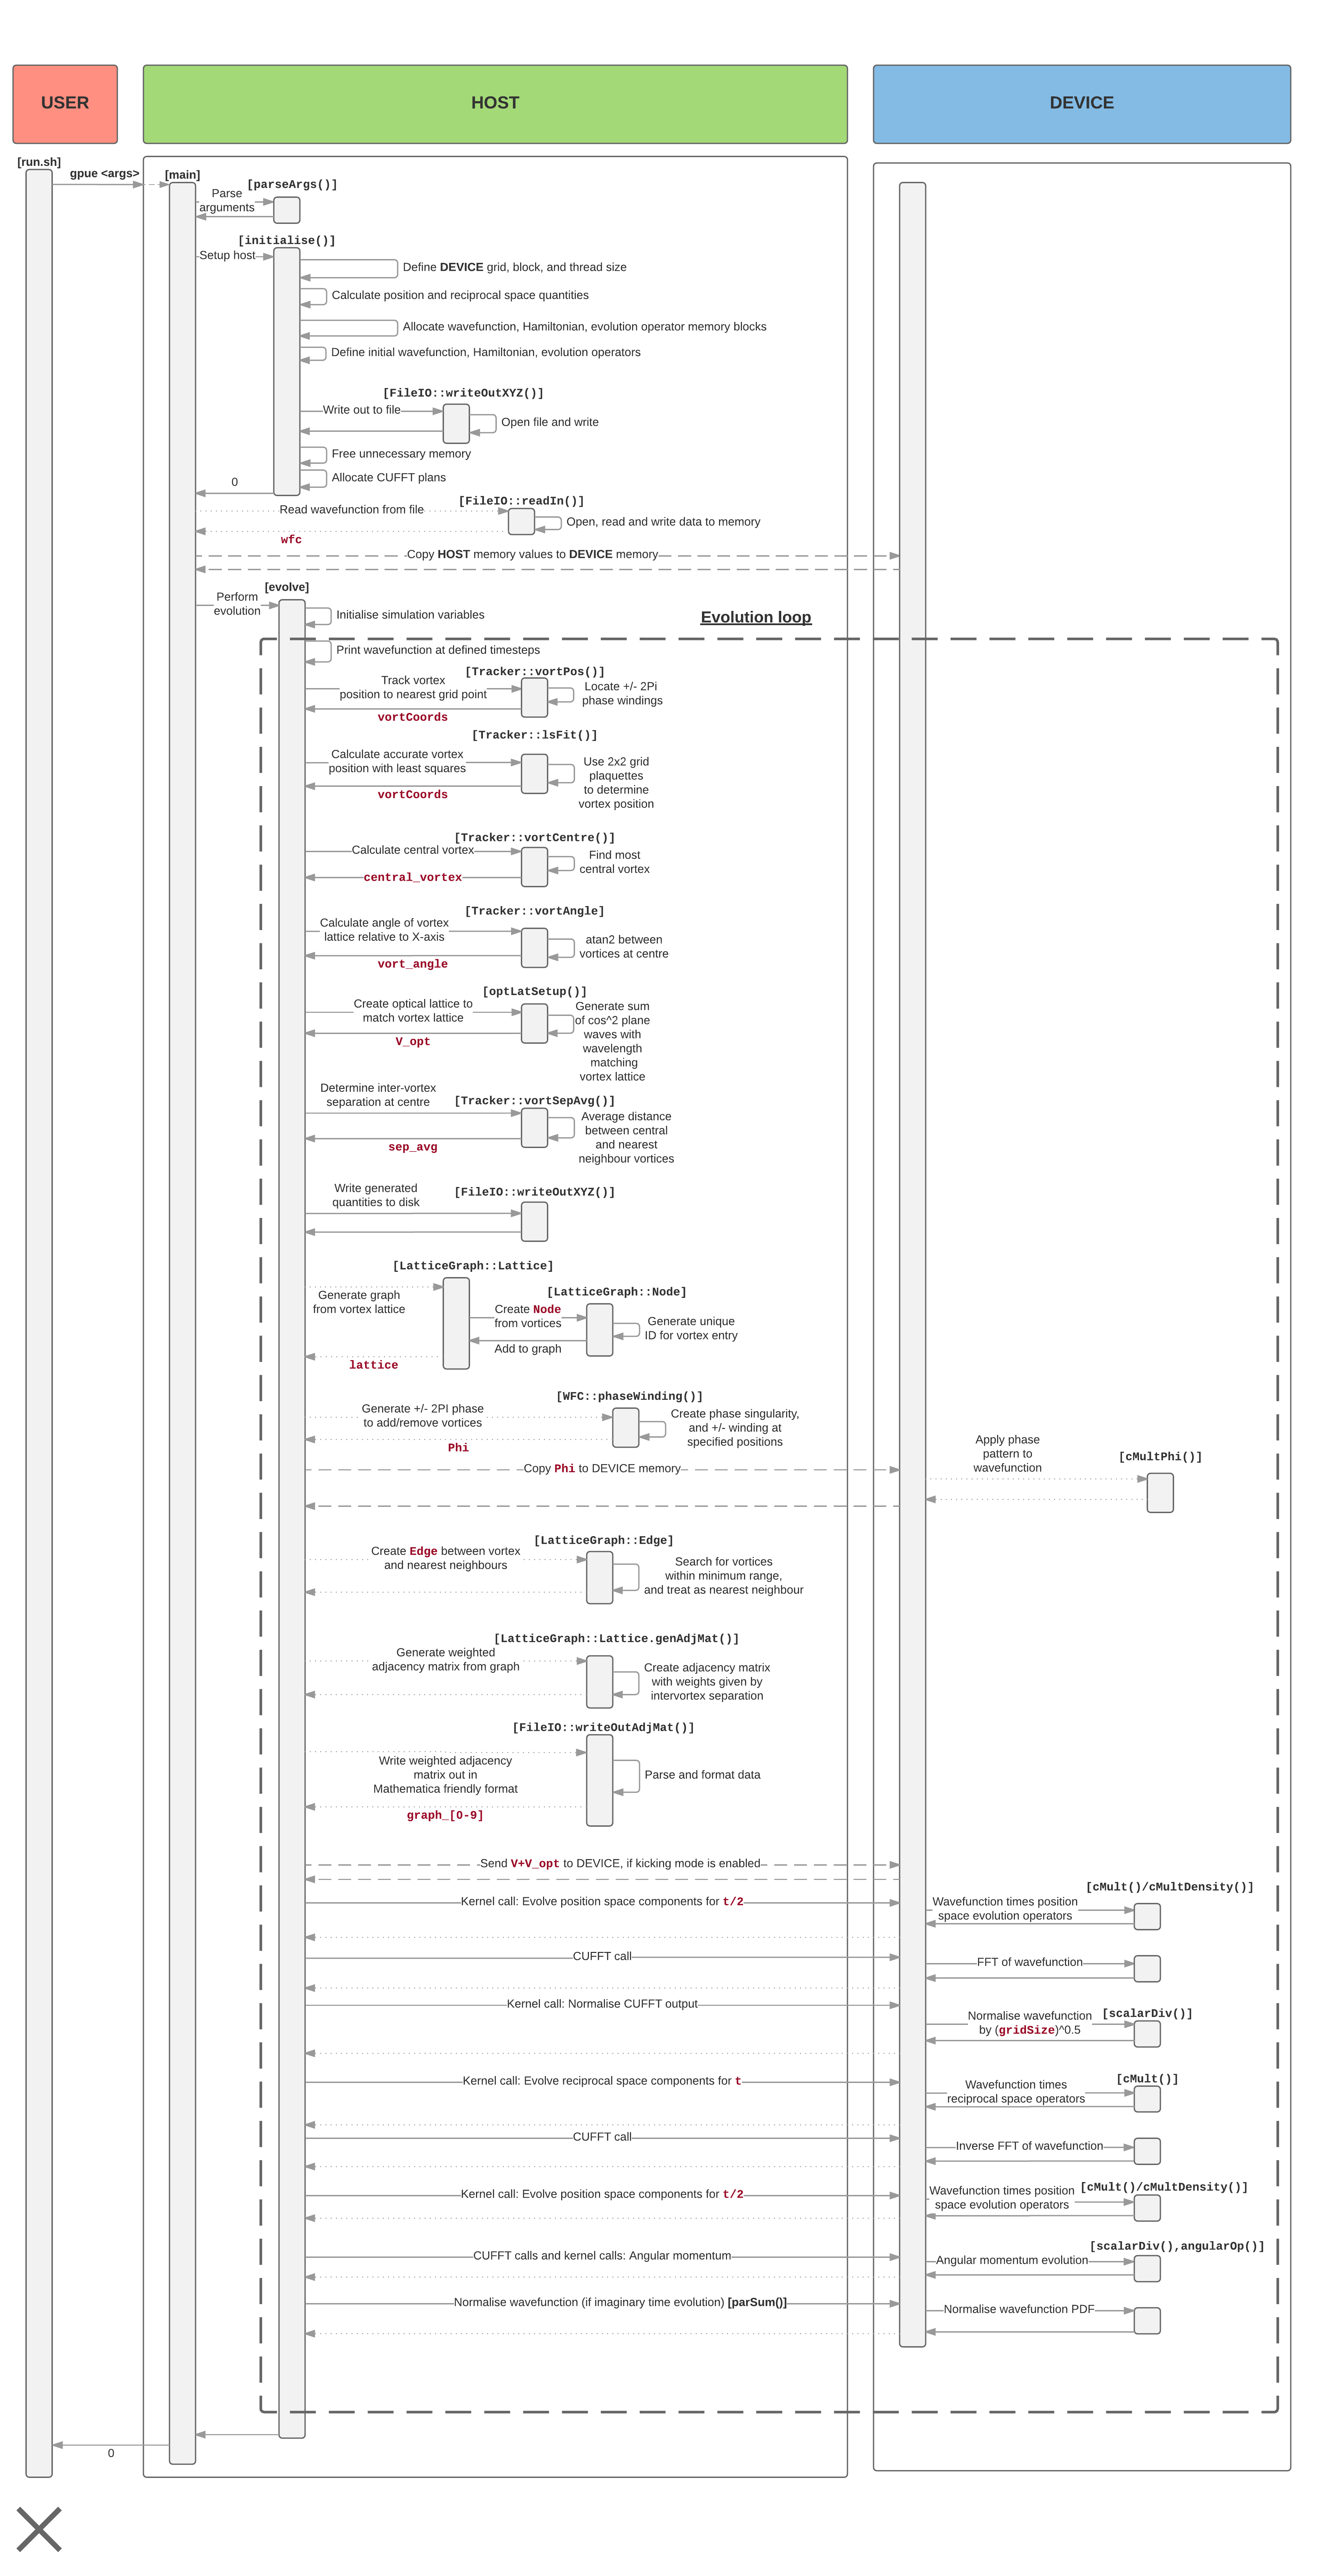 USER
HOST
DEVICE
[run.sh]
gpue <args>
[main]
[parseArgs()]
Parse
arguments
[initialise()]
Setup host
Define DEVICE grid, block, and thread size
Calculate position and reciprocal space quantities
Allocate wavefunction, Hamiltonian, evolution operator memory blocks
Define initial wavefunction, Hamiltonian, evolution operators
[FileIO::writeOutXYZ()]
Write out to file
Open file and write
Free unnecessary memory
Allocate CUFFT plans
0
[FileIO::readIn()]
Read wavefunction from file
Open, read and write data to memory
wfc
Copy HOST memory values to DEVICE memory
[evolve]
Perform
evolution
Initialise simulation variables
Evolution loop
Print wavefunction at defined timesteps
[Tracker::vortPos()]
Track vortex
position to nearest grid point
Locate +/- 2Pi
phase windings
vortCoords
[Tracker::lsFit()]
Calculate accurate vortex
position with least squares
Use 2x2 grid
plaquettes
to determine
vortex position
vortCoords
[Tracker::vortCentre()]
Calculate central vortex
Find most
central vortex
central_vortex
[Tracker::vortAngle]
Calculate angle of vortex
lattice relative to X-axis
atan2 between
vortices at centre
vort_angle
[optLatSetup()]
Create optical lattice to
match vortex lattice
Generate sum
of cos^2 plane
waves with
wavelength
matching
vortex lattice
V_opt
Determine inter-vortex
separation at centre
[Tracker::vortSepAvg()]
Average distance
between central
and nearest
neighbour vortices
sep_avg
Write generated
quantities to disk
[FileIO::writeOutXYZ()]
[LatticeGraph::Lattice]
Generate graph
from vortex lattice
[LatticeGraph::Node]
Create Node
from vortices
Generate unique
ID for vortex entry
Add to graph
lattice
[WFC::phaseWinding()]
Generate +/- 2PI phase
to add/remove vortices
Create phase singularity,
and +/- winding at
specified positions
Phi
Copy Phi to DEVICE memory
Apply phase
pattern to
wavefunction
[cMultPhi()]
[LatticeGraph::Edge]
Create Edge between vortex
and nearest neighbours
Search for vortices
within minimum range,
and treat as nearest neighbour
[LatticeGraph::Lattice.genAdjMat()]
Generate weighted
adjacency matrix from graph
Create adjacency matrix
with weights given by
intervortex separation
[FileIO::writeOutAdjMat()]
Write weighted adjacency
matrix out in
Mathematica friendly format
Parse and format data
graph_[0-9]
Send V+V_opt to DEVICE, if kicking mode is enabled
[cMult()/cMultDensity()]
Kernel call: Evolve position space components for t/2
Wavefunction times position
space evolution operators
CUFFT call
FFT of wavefunction
Kernel call: Normalise CUFFT output
[scalarDiv()]
Normalise wavefunction
by (gridSize)^0.5
Kernel call: Evolve reciprocal space components for t
[cMult()]
Wavefunction times
reciprocal space operators
CUFFT call
Inverse FFT of wavefunction
Kernel call: Evolve position space components for t/2
[cMult()/cMultDensity()]
Wavefunction times position
space evolution operators
CUFFT calls and kernel calls: Angular momentum
[scalarDiv(),angularOp()]
Angular momentum evolution
Normalise wavefunction (if imaginary time evolution) [parSum()]
Normalise wavefunction PDF
0